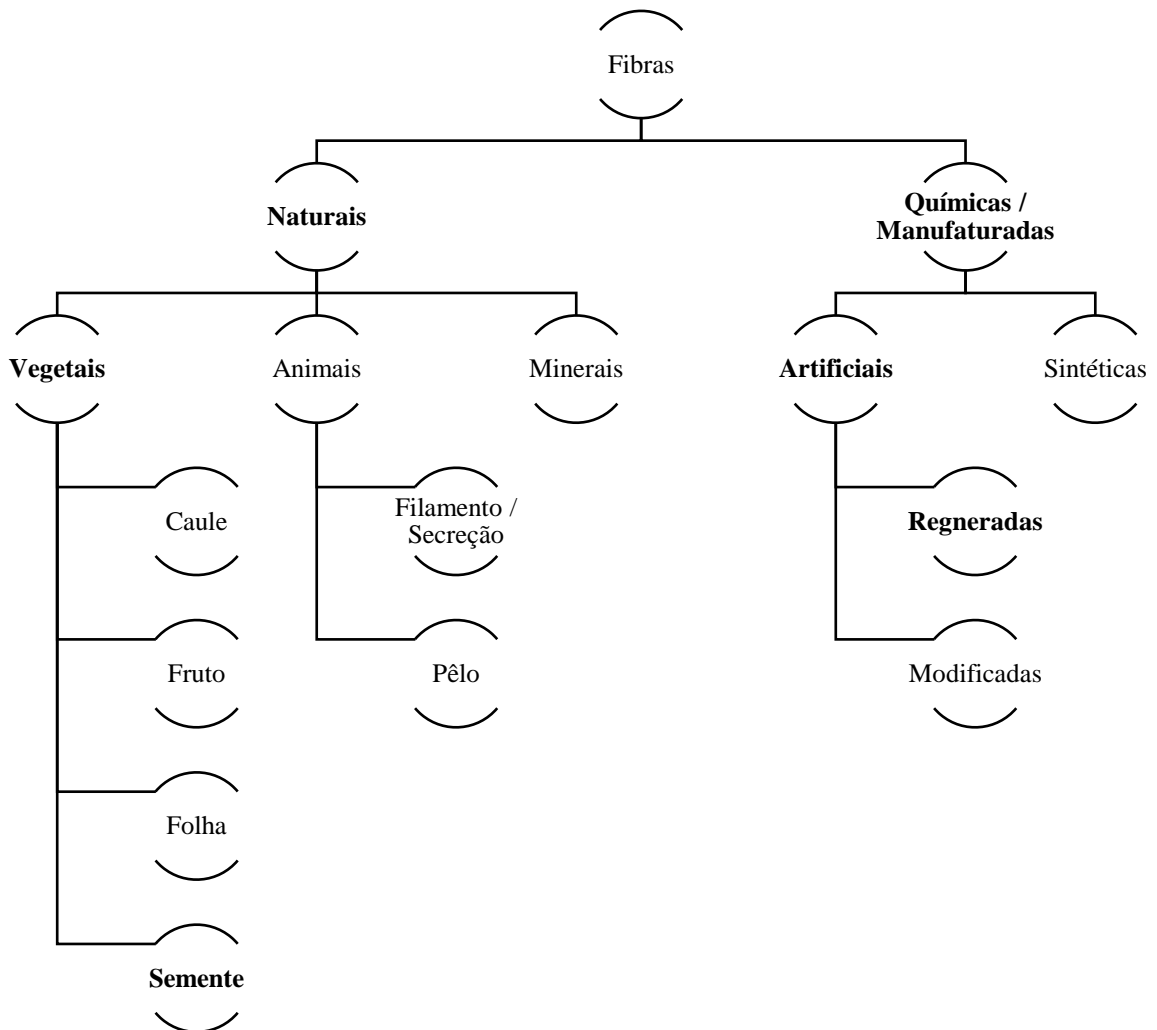 Fibras
Naturais
Químicas /
Manufaturadas
Vegetais
Animais
Minerais
Artificiais
Sintéticas
Caule
Filamento /
Secreção
Regneradas
Fruto
Pêlo
Modificadas
Folha
Semente